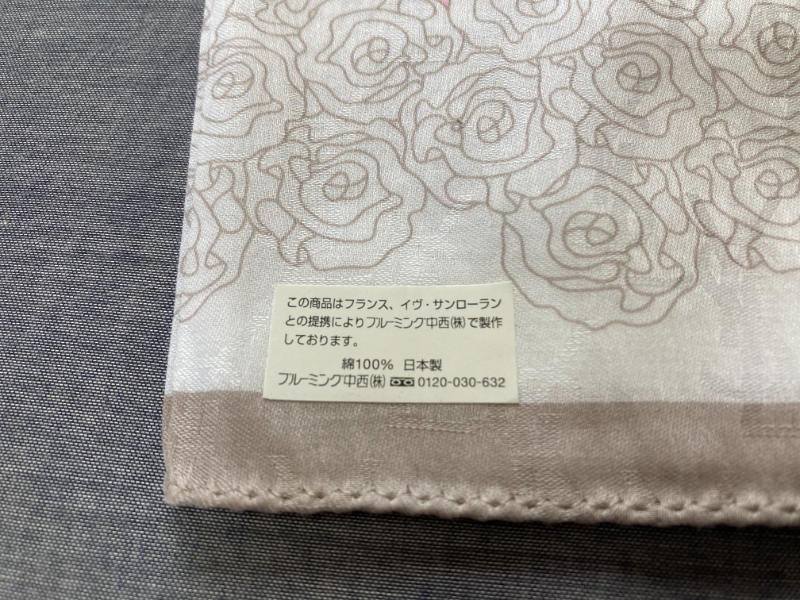 この商品はフランス、イヴ・サンローラン
との提携によりブルーミング中西㈱で製作
しております。
綿100% 日本製
ブルーミング中西㈱ 0120-030-632